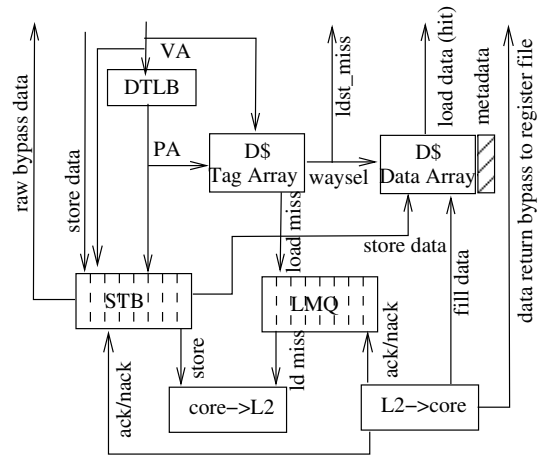 raw bypass data
store data
VA
DTLB
PA
D$
Tag Array
ldst_miss
waysel
load data (hit)
metadata
D$
Data Array
data return bypass to register file
load miss
store data
fill data
STB
LMQ
ack/nack
store
ld miss
ack/nack
core->L2
L2->core